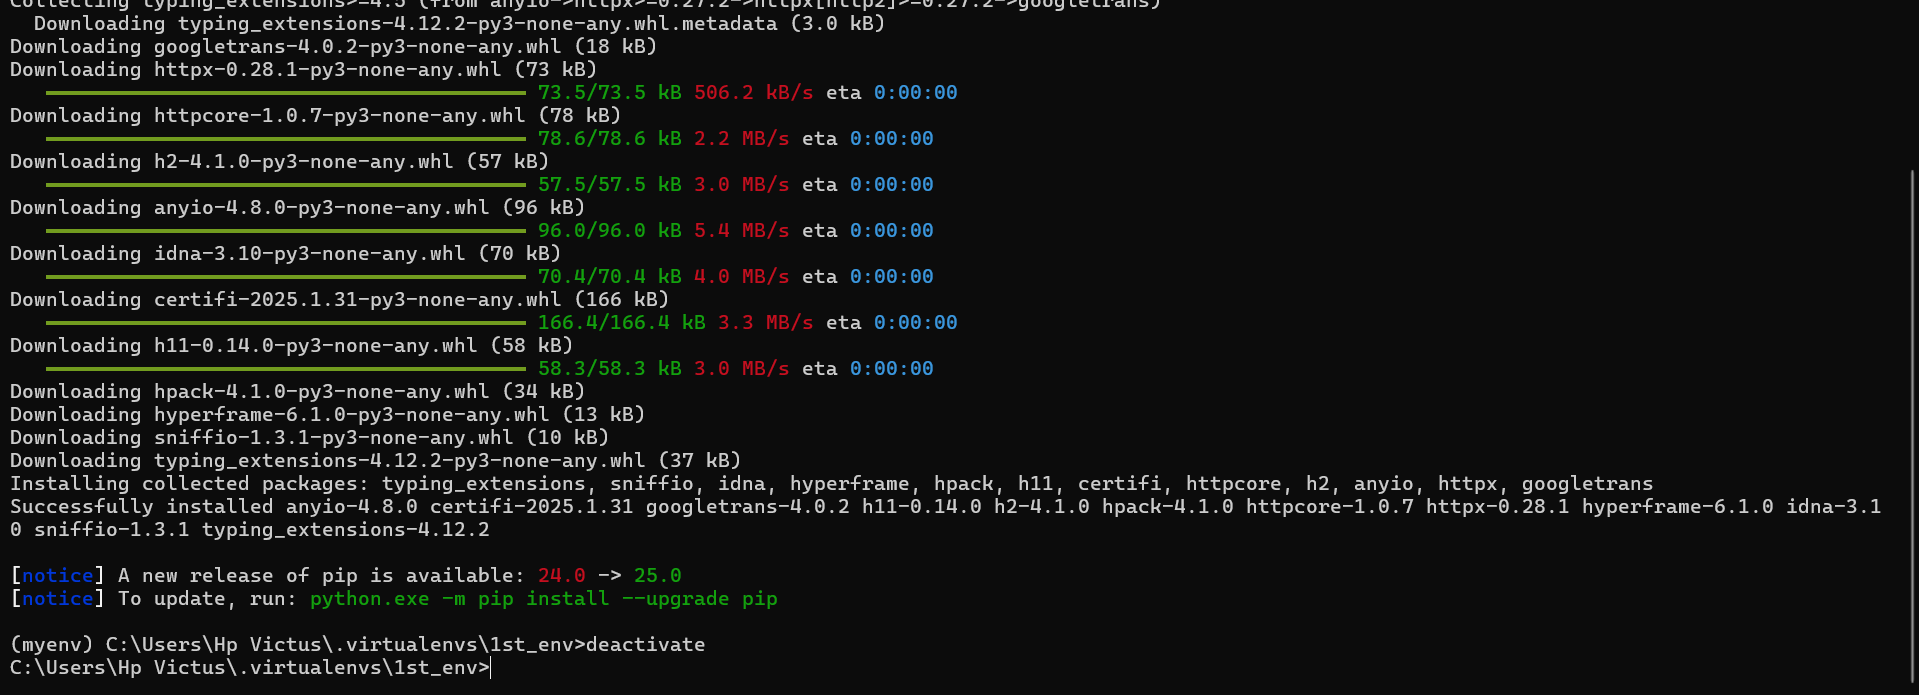 Collecting typing_extensions>=4.5 (from anyio->httpx>=0.27.2->httpx[http2]>=0.27.2->googletrans)
  Downloading typing_extensions-4.12.2-py3-none-any.whl.metadata (3.0 kB)
Downloading googletrans-4.0.2-py3-none-any.whl (18 kB)
Downloading httpx-0.28.1-py3-none-any.whl (73 kB)
73.5/73.5 kB 506.2 kB/s eta 0:00:00
Downloading httpcore-1.0.7-py3-none-any.whl (78 kB)
78.6/78.6 kB 2.2 MB/s eta 0:00:00
Downloading h2-4.1.0-py3-none-any.whl (57 kB)
57.5/57.5 kB 3.0 MB/s eta 0:00:00
Downloading anyio-4.8.0-py3-none-any.whl (96 kB)
96.0/96.0 kB 5.4 MB/s eta 0:00:00
Downloading idna-3.10-py3-none-any.whl (70 kB)
70.4/70.4 kB 4.0 MB/s eta 0:00:00
Downloading certifi-2025.1.31-py3-none-any.whl (166 kB)
166.4/166.4 kB 3.3 MB/s eta 0:00:00
Downloading h11-0.14.0-py3-none-any.whl (58 kB)
58.3/58.3 kB 3.0 MB/s eta 0:00:00
Downloading hpack-4.1.0-py3-none-any.whl (34 kB)
Downloading hyperframe-6.1.0-py3-none-any.whl (13 kB)
Downloading sniffio-1.3.1-py3-none-any.whl (10 kB)
Downloading typing_extensions-4.12.2-py3-none-any.whl (37 kB)
Installing collected packages: typing_extensions, sniffio, idna, hyperframe, hpack, h11, certifi, httpcore, h2, anyio, httpx, googletrans
Successfully installed anyio-4.8.0 certifi-2025.1.31 googletrans-4.0.2 h11-0.14.0 h2-4.1.0 hpack-4.1.0 httpcore-1.0.7 httpx-0.28.1 hyperframe-6.1.0 idna-3.1
0 sniffio-1.3.1 typing_extensions-4.12.2
[notice] A new release of pip is available: 24.0 -> 25.0
[notice] To update, run: python.exe -m pip install --upgrade pip
(myenv) C:\Users\Hp Victus\.virtualenvs\1st_env>deactivate
C:\Users\Hp Victus\.virtualenvs\1st_env>